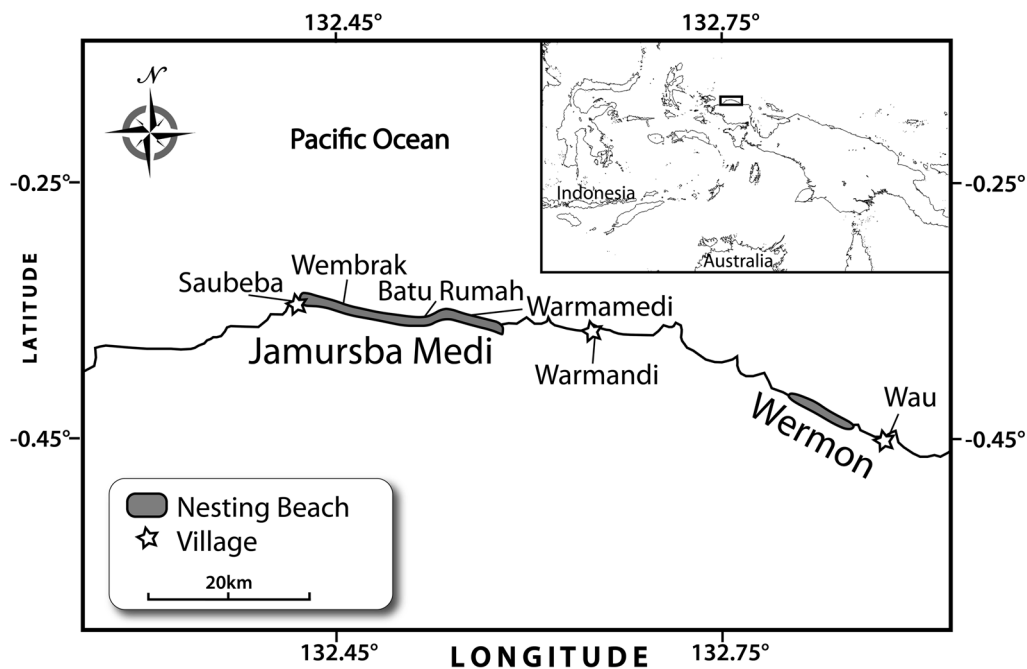 132.45°
132.75°
N
Pacific Ocean
-0.25°
-0.25°
Indonesia
Australia
Saubeba
Wembrak
Batu Rumah
Warmamedi
Jamursba Medi
Warmandi
Wau
Wermon
-0.45°
-0.45°
LATITUDE
Nesting Beach
Village
20km
132.45°
LONGITUDE
132.75°